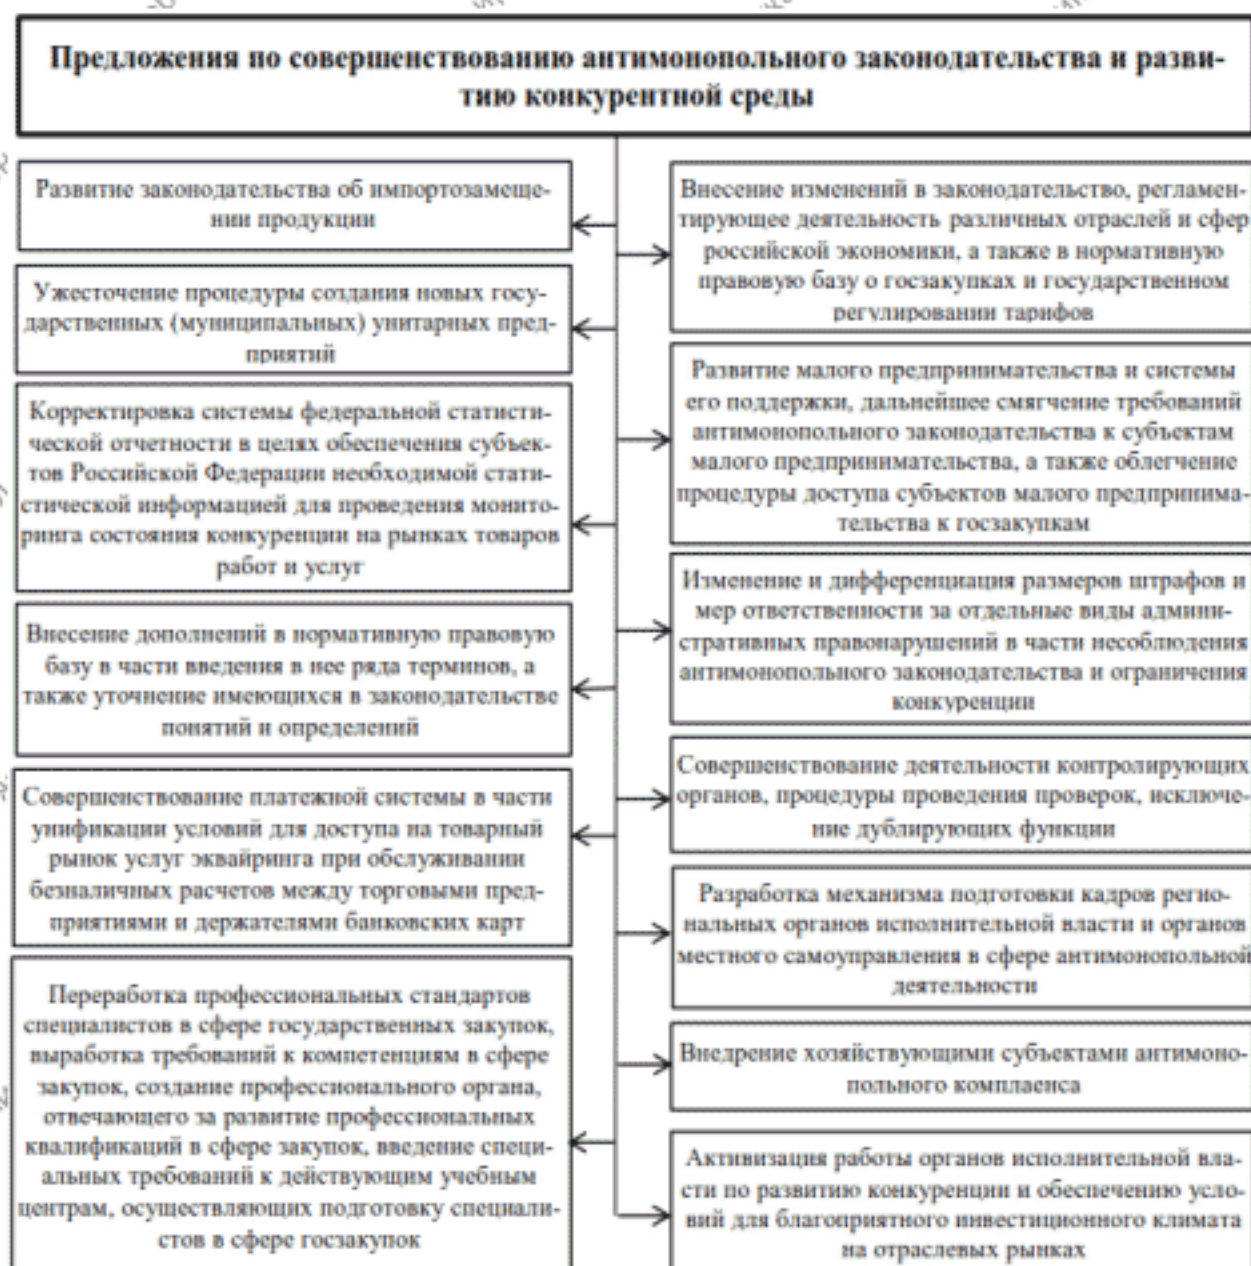 Предложения по совершенствованию антимонопольного законодательства и разви-
тию конкурентной среды
Развитие законодательства об импортозамеще-
нии продукции
Ужесточение процедуры создания новых госу-
дарственных (муниципальных) унитарных пред-
приятий
Корректировка системы федеральной статисти-
ческой отчетности в целях обеспечения субъек-
тов Российской Федерации необходимой стати-
стической информацией для проведения монито-
ринга состояния конкуренции на рынках товаров
работ и услуг
Внесение дополнений в нормативную правовую
базу в части введения в нее ряда терминов, а
также уточнение имеющихся в законодательстве
понятий и определений
Совершенствование платежной системы в части
унификации условий для доступа на товарный
рынок услуг эквайринга при обслуживании
безналичных расчетов между торговыми пред-
приятиями и держателями банковских карт
Переработка профессиональных стандартов
специалистов в сфере государственных закупок,
выработка требований к компетенциям в сфере
закупок, создание профессионального органа,
отвечающего за развитие профессиональных
квалификаций в сфере закупок, введение специ-
альных требований к действующим учебным
центрам, осуществляющих подготовку специали-
стов в сфере госзакупок
Внесение изменений в законодательство, регламен-
тирующее деятельность различных отраслей и сфер
российской экономики, а также в нормативную
правовую базу о госзакупках и государственном
регулировании тарифов
Развитие малого предпринимательства и системы
его поддержки, дальнейшее смягчение требований
антимонопольного законодательства к субъектам
малого предпринимательства, а также облегчение
процедуры доступа субъектов малого предпринима-
тельства к госзакупкам
Изменение и дифференциация размеров штрафов и
мер ответственности за отдельные виды админи-
стративных правонарушений в части несоблюдения
антимонопольного законодательства и ограничения
конкуренции
Совершенствование деятельности контролирующих
органов, процедуры проведения проверок, исключе-
ние дублирующих функции
Разработка механизма подготовки кадров регио-
нальных органов исполнительной власти и органов
местного самоуправления в сфере антимонопольной
деятельности
Внедрение хозяйствующими субъектами антимоно-
польного комплаенса
Активизация работы органов исполнительной вла-
сти по развитию конкуренции и обеспечению усло-
вий для благоприятного инвестиционного климата
на отраслевых рынках